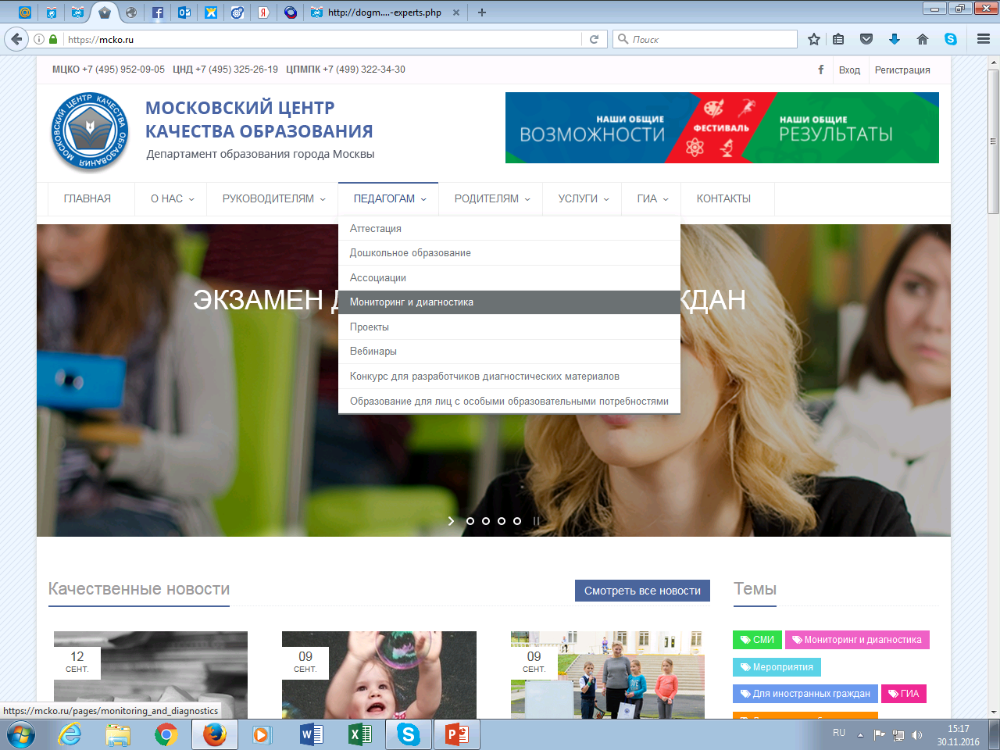 http://dogm....-experts.php
https://mcko.ru
Поиск
МЦКО +7 (495) 952-09-05 ЦНД +7 (495) 325-26-19 ЦПМПК +7 (499) 322-34-30
Вход
Регистрация
МОСКОВСКИЙ ЦЕНТР КАЧЕСТВА ОБРАЗОВАНИЯ
МОСКОВСКИЙ ЦЕНТР
КАЧЕСТВА ОБРАЗОВАНИЯ
Департамент образования города Москвы
НАШИ ОБЩИЕ
ВОЗМОЖНОСТИ
ФЕСТИВАЛЬ
НАШИ ОБЩИЕ
РЕЗУЛЬТАТЫ
ГЛАВНАЯ
О НАС
РУКОВОДИТЕЛЯМ
ПЕДАГОГАМ
РОДИТЕЛЯМ
УСЛУГИ
ГИА
КОНТАКТЫ
Аттестация
Дошкольное образование
Ассоциации
Мониторинг и диагностика
Проекты
Вебинары
Конкурс для разработчиков диагностических материалов
Образование для лиц с особыми образовательными потребностями
ЭКЗАМЕН
Качественные новости
Смотреть все новости
Темы
12
СЕНТ.
09
СЕНТ.
09
СЕНТ.
СМИ
Мониторинг и диагностика
Мероприятия
Для иностранных граждан
ГИА
https://mcko.ru/pages/monitoring_and_diagnostics
RU
15:17
30.11.2016